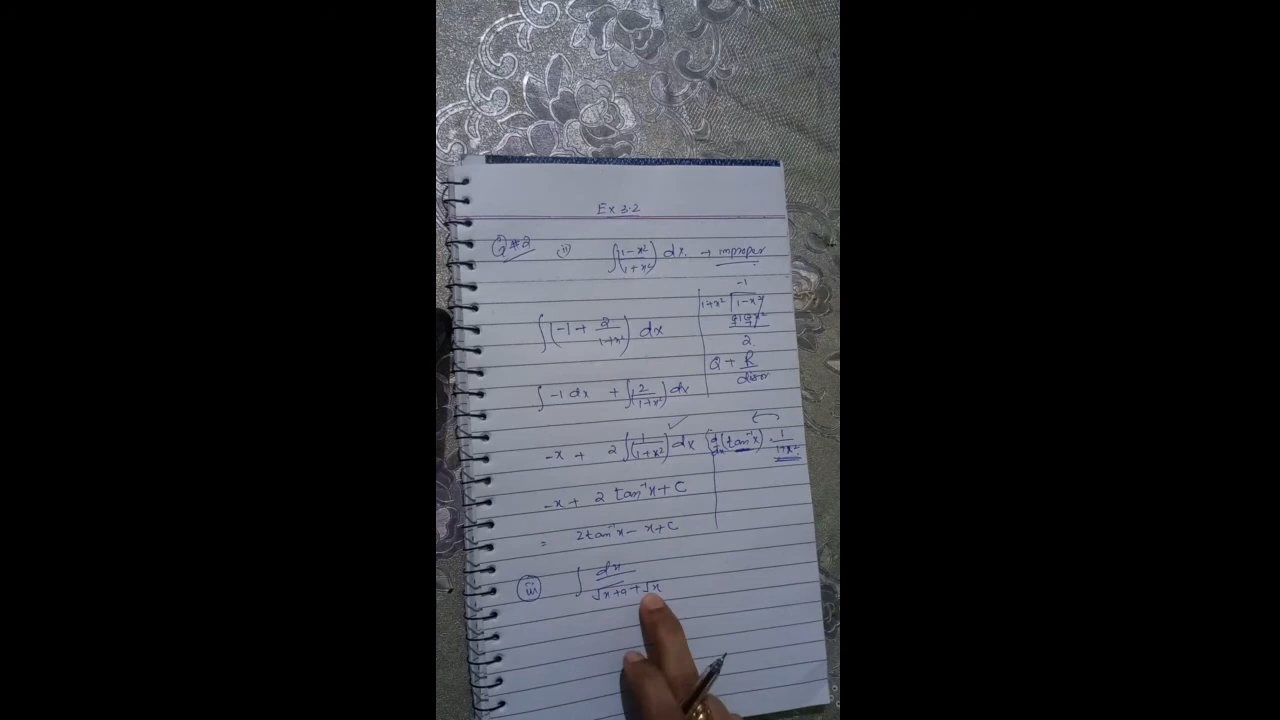 Ex 3.2
Q#2 (ii) ∫(1-x²/1+x²) dx. → improper
-1
1+x² 1-x²
∫(-1 + 2/1+x²) dx
2
Q + R/
∫ -1 dx + ∫(2/1+x²) dx
-x + 2 ∫(1/1+x²) dx d/dx (tan⁻¹x) = 1/1+x²
-x + 2 tan⁻¹x + C
= 2tan⁻¹x - x + C
(iii) ∫ dx/√x+a + √x